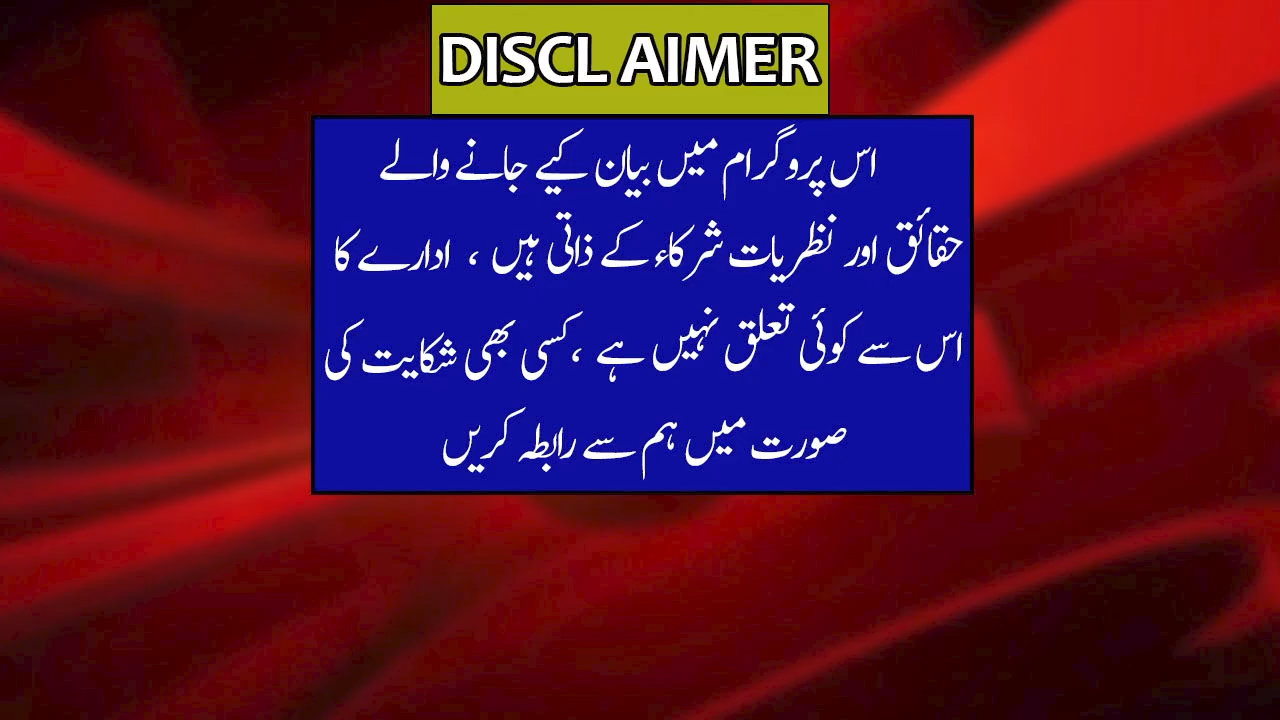 DISCL AIMER
اس پروگرام میں بیان کیے جانے والے
حقائق اور نظریات شرکاء کے ذاتی ہیں ، ادارے کا
اس سے کوئی تعلق نہیں ہے ،کسی بھی شکایت کی
صورت میں ہم سے رابطہ کریں